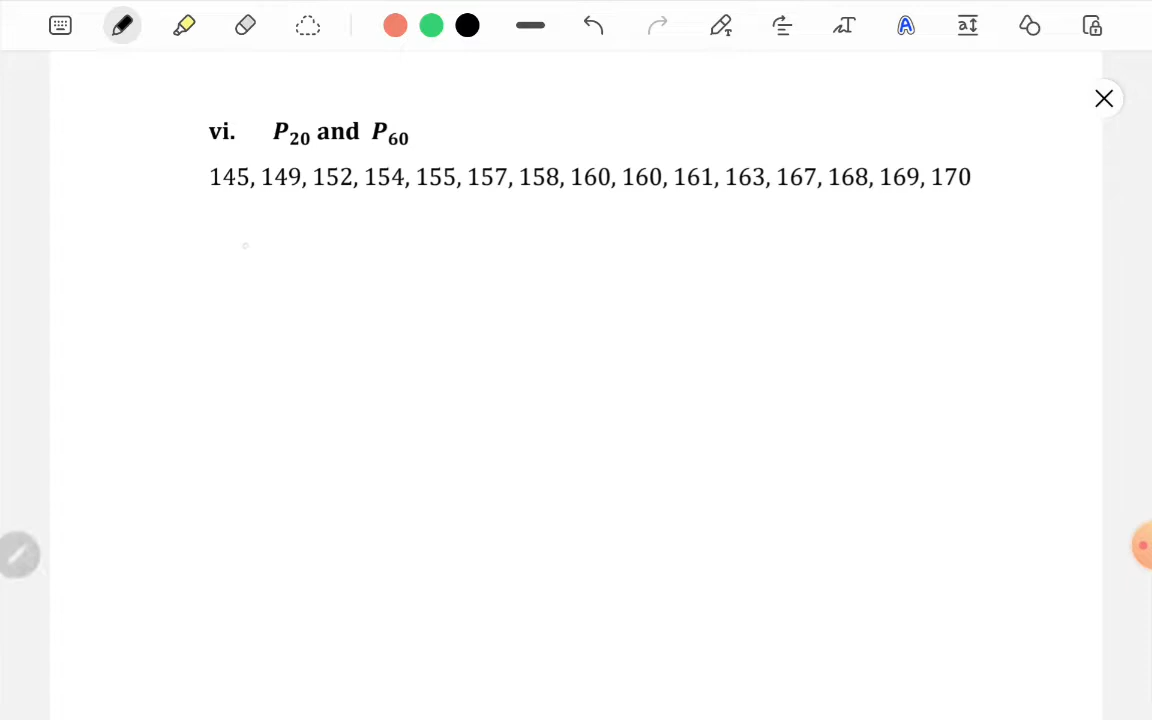 vi. P₂₀ and P₆₀
145, 149, 152, 154, 155, 157, 158, 160, 160, 161, 163, 167, 168, 169, 170